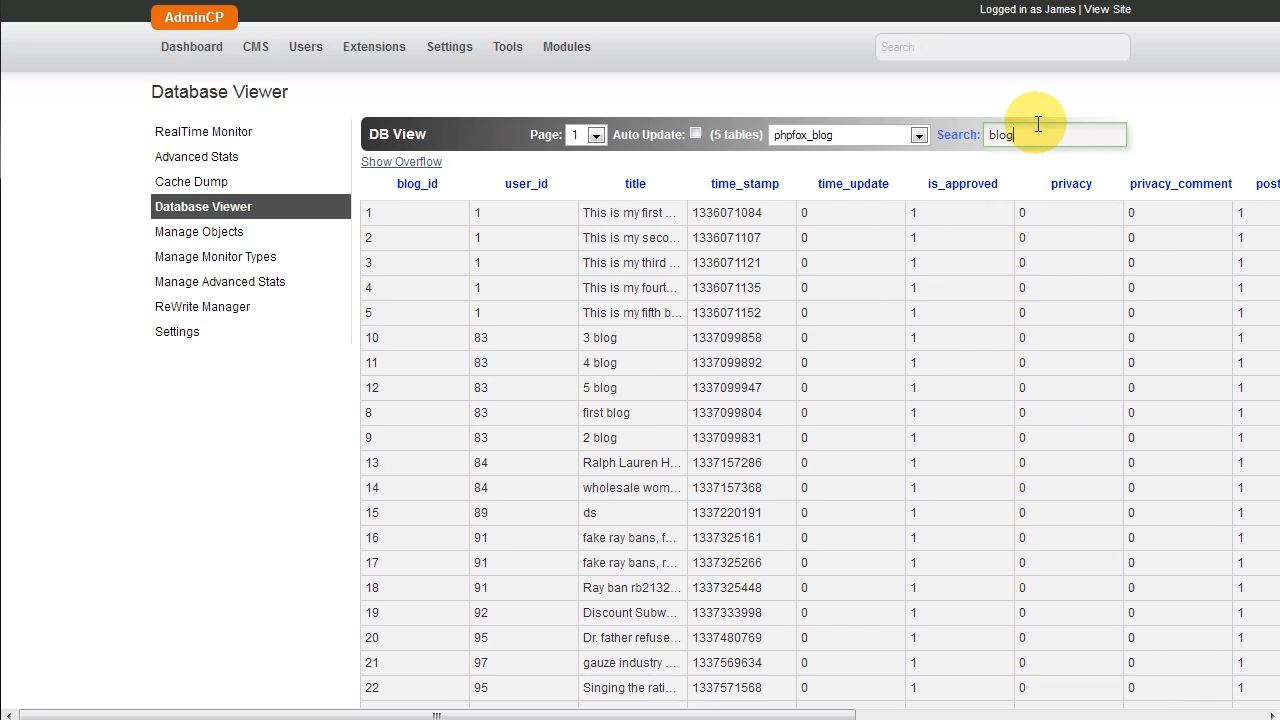 AdminCP
Logged in as James | View Site
Dashboard CMS Users Extensions Settings Tools Modules
Search
Database Viewer
RealTime Monitor
Advanced Stats
Cache Dump
Database Viewer
Manage Objects
Manage Monitor Types
Manage Advanced Stats
ReWrite Manager
Settings
DB View Page: 1 Auto Update: (5 tables) phpfox_blog Search: blog
Show Overflow
blog_id user_id title time_stamp time_update is_approved privacy privacy_comment post
1 1 This is my first ... 1336071084 0 1 0 0 1
2 1 This is my seco... 1336071107 0 1 0 0 1
3 1 This is my third ... 1336071121 0 1 0 0 1
4 1 This is my fourt... 1336071135 0 1 0 0 1
5 1 This is my fifth b... 1336071152 0 1 0 0 1
10 83 3 blog 1337099858 0 1 0 0 1
11 83 4 blog 1337099892 0 1 0 0 1
12 83 5 blog 1337099947 0 1 0 0 1
8 83 first blog 1337099804 0 1 0 0 1
9 83 2 blog 1337099831 0 1 0 0 1
13 84 Ralph Lauren H... 1337157286 0 1 0 0 1
14 84 wholesale wom... 1337157368 0 1 0 0 1
15 89 ds 1337220191 0 1 0 0 1
16 91 fake ray bans, f... 1337325161 0 1 0 0 1
17 91 fake ray bans, r... 1337325266 0 1 0 0 1
18 91 Ray ban rb2132... 1337325448 0 1 0 0 1
19 92 Discount Subw... 1337333998 0 1 0 0 1
20 95 Dr. father refuse... 1337480769 0 1 0 0 1
21 97 gauze industry ... 1337569634 0 1 0 0 1
22 95 Singing the rati... 1337571568 0 1 0 0 1